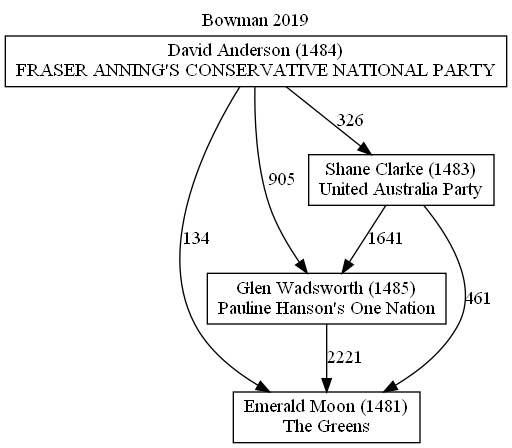 Bowman 2019
David Anderson (1484)
FRASER ANNING'S CONSERVATIVE NATIONAL PARTY
326
Shane Clarke (1483)
United Australia Party
905
134
1641
Glen Wadsworth (1485)
Pauline Hanson's One Nation
461
2221
Emerald Moon (1481)
The Greens